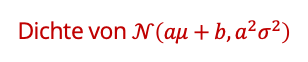 Dichte von 𝒩(aμ + b, a²σ²)